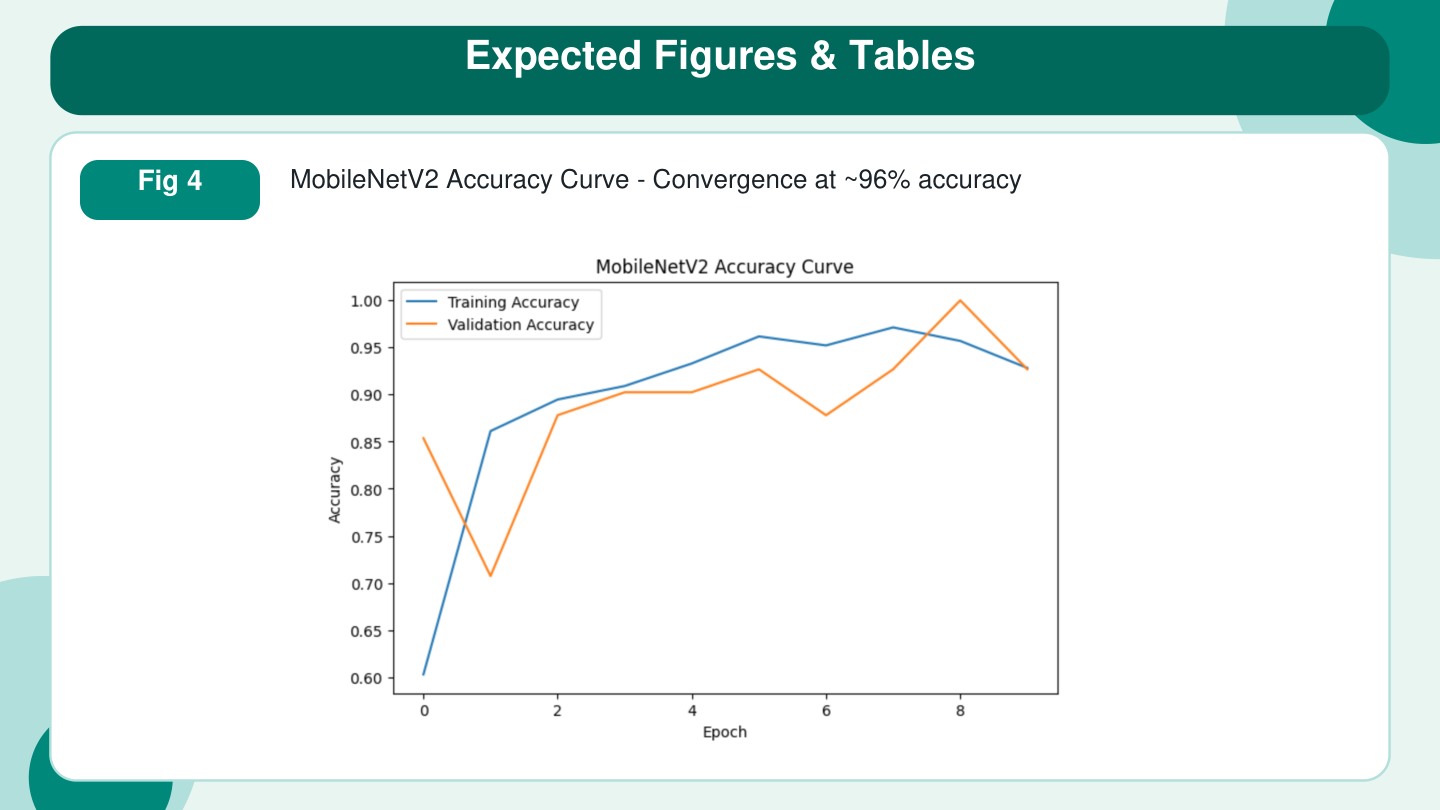 Expected Figures & Tables
Fig 4
MobileNetV2 Accuracy Curve - Convergence at ~96% accuracy
MobileNetV2 Accuracy Curve
Training Accuracy
Validation Accuracy
1.00
0.95
0.90
0.85
0.80
0.75
0.70
0.65
0.60
Accuracy
0 2 4 6 8
Epoch